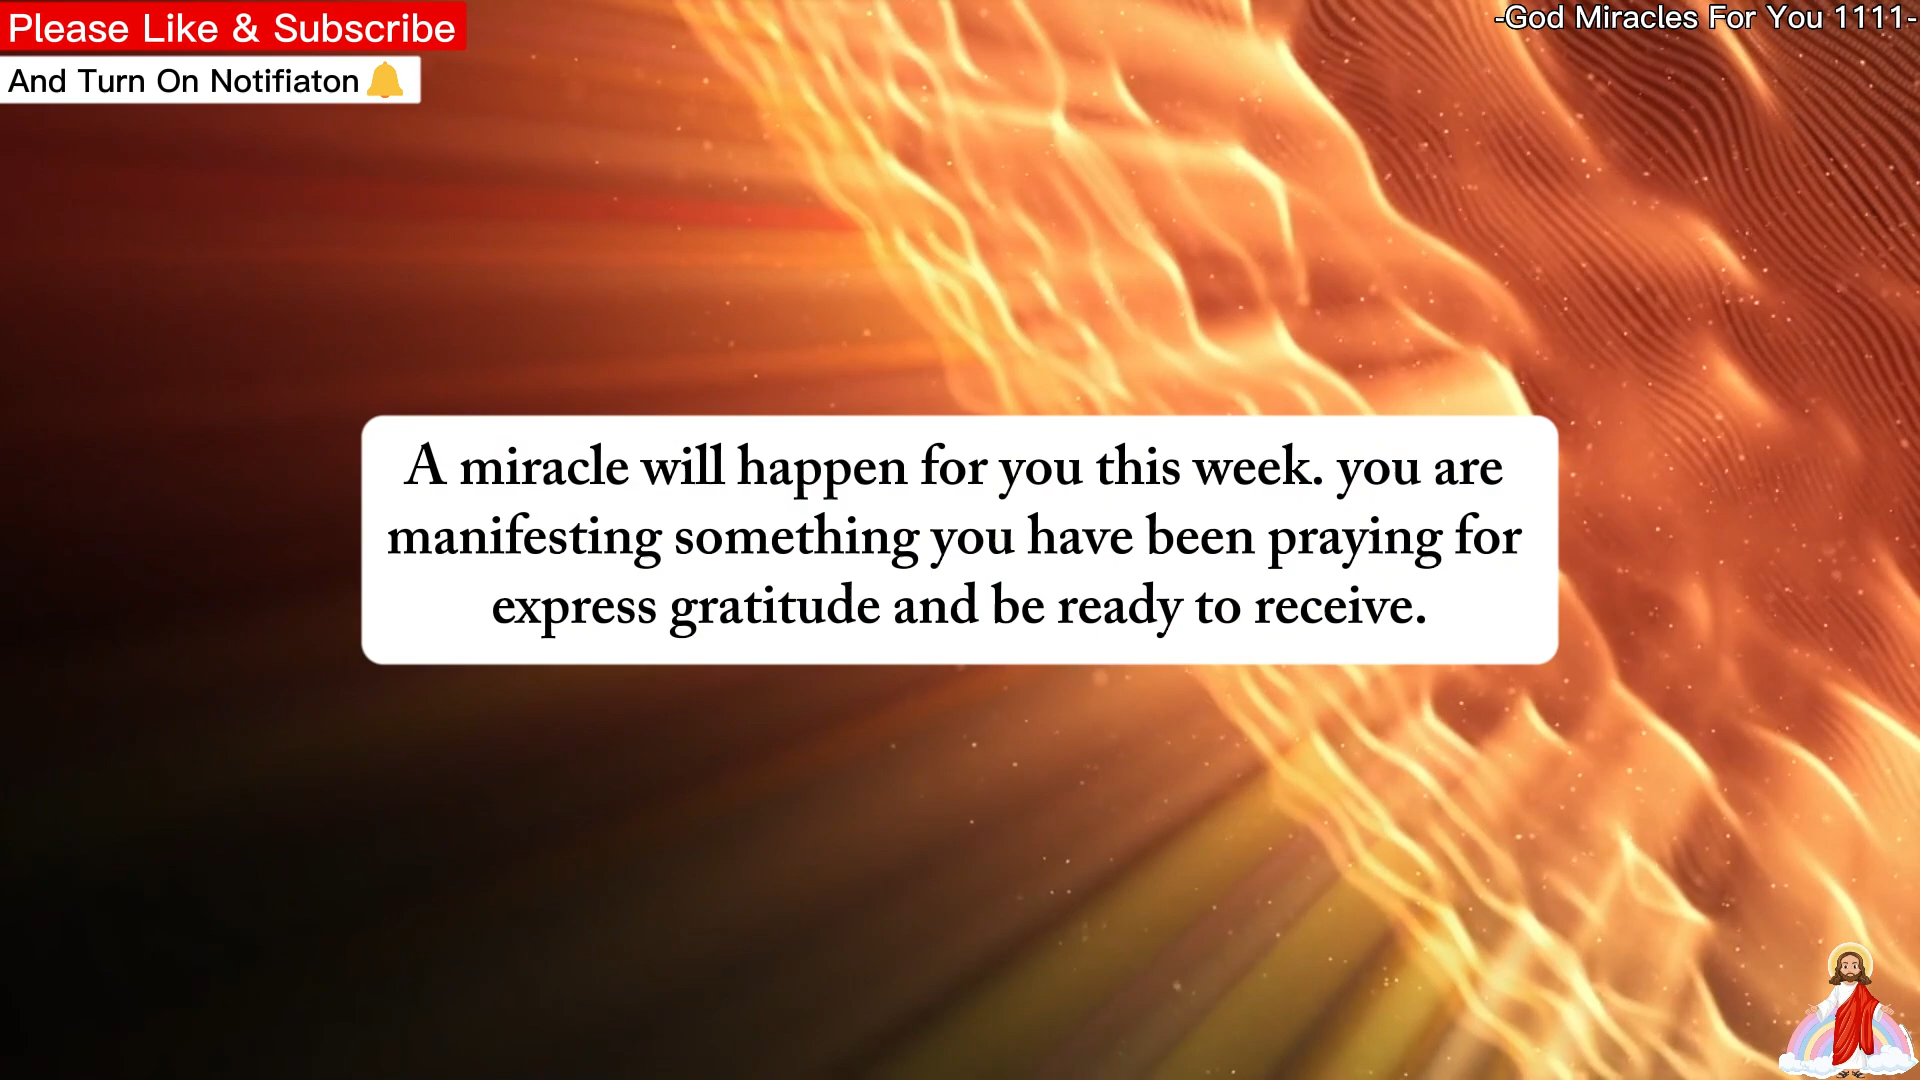 Please Like & Subscribe
-God Miracles For You 1111-
And Turn On Notifiaton
A miracle will happen for you this week. you are
manifesting something you have been praying for
express gratitude and be ready to receive.